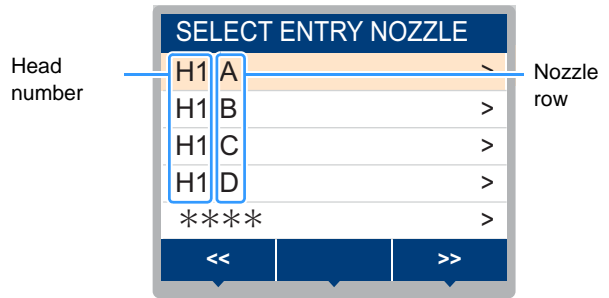 SELECT ENTRY NOZZLE
Head
number
H1 A >
Nozzle
row
H1 B >
H1 C >
H1 D >
**** >
<< >>